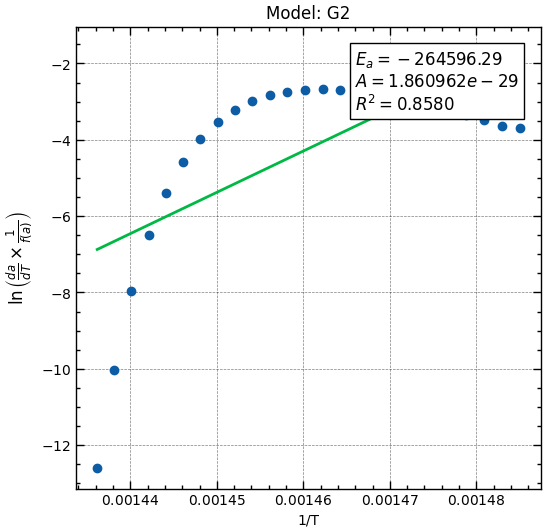 Model: G2
E_a = −264596.29
A = 1.860962e − 29
R² = 0.8580
ln(da/dT × 1/f(a))
−2
−4
−6
−8
−10
−12
0.00144 0.00145 0.00146 0.00147 0.00148
1/T